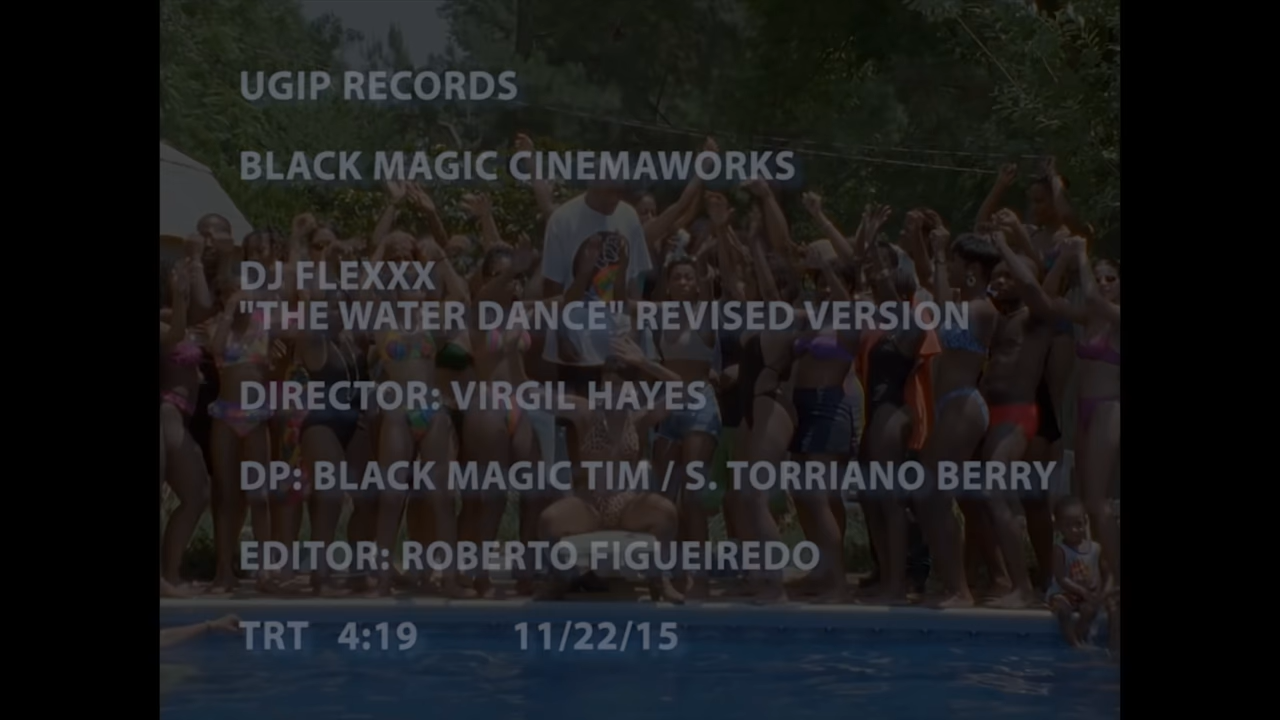 UGIP RECORDS
BLACK MAGIC CINEMAWORKS
DJ FLEXXX
"THE WATER DANCE" REVISED VERSION
DIRECTOR: VIRGIL HAYES
DP: BLACK MAGIC TIM / S. TORRIANO BERRY
EDITOR: ROBERTO FIGUEIREDO
TRT 4:19 11/22/15